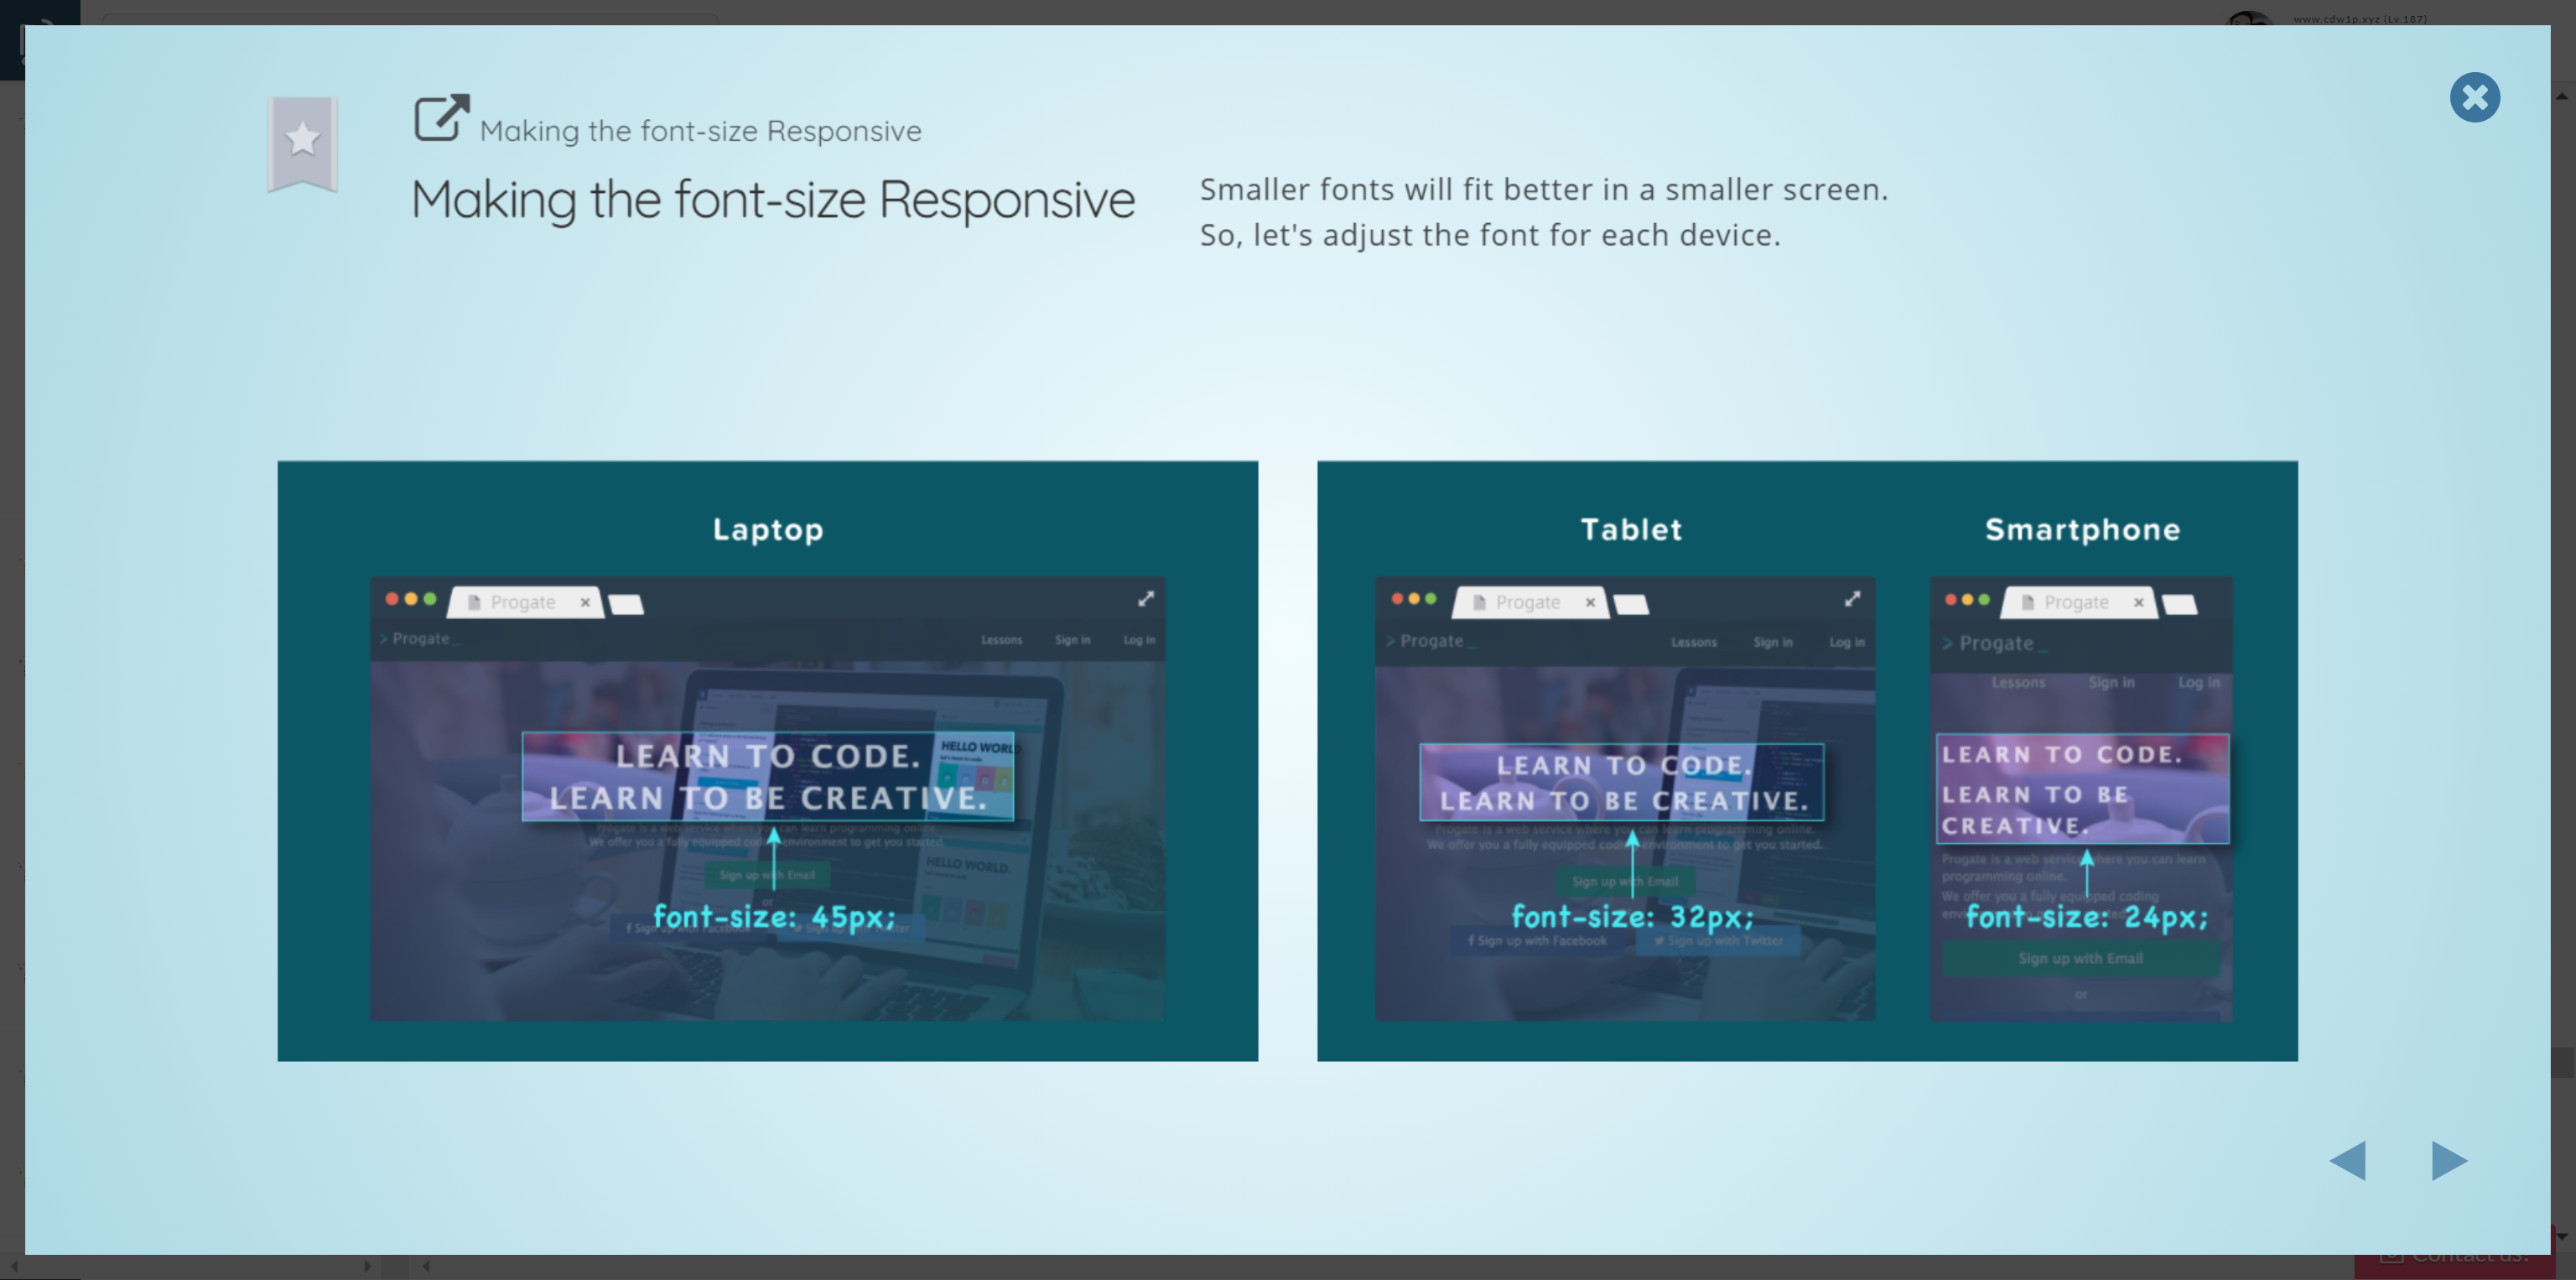 www.cdw1p.xyz (Lv.187)
Making the font-size Responsive
Making the font-size Responsive
Smaller fonts will fit better in a smaller screen.
So, let's adjust the font for each device.
Laptop
Progate
> Progate_
Lessons Sign in Log in
HELLO WORLD
LEARN TO CODE.
LEARN TO BE CREATIVE.
Progate is a web service where you can learn programming online.
We offer you a fully equipped coding environment to get you started.
HELLO WORLD.
Sign up with Email
or
font-size: 45px;
f Sign up with Facebook Sign up with Twitter
Tablet
Progate
> Progate_
Lessons Sign in Log in
LEARN TO CODE.
LEARN TO BE CREATIVE.
Progate is a web service where you can learn programming online.
We offer you a fully equipped coding environment to get you started.
Sign up with Email
font-size: 32px;
f Sign up with Facebook Sign up with Twitter
Smartphone
Progate
> Progate_
Lessons Sign in Log in
LEARN TO CODE.
LEARN TO BE
CREATIVE.
Progate is a web service where you can learn
programming online.
We offer you a fully equipped coding
font-size: 24px;
Sign up with Email
or
Contact us!